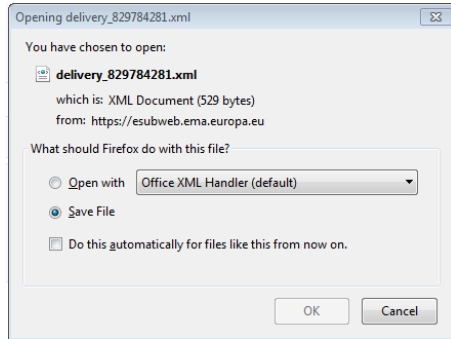 Opening delivery_829784281.xml
You have chosen to open:
delivery_829784281.xml
which is: XML Document (529 bytes)
from: https://esubweb.ema.europa.eu
What should Firefox do with this file?
Open with Office XML Handler (default)
Save File
Do this automatically for files like this from now on.
OK Cancel